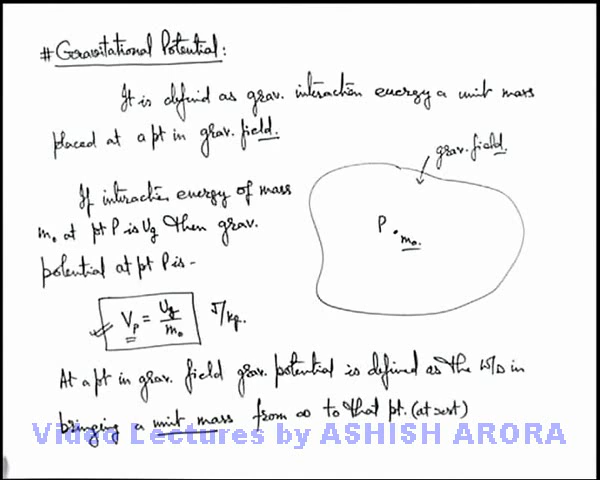 # Gravitational Potential:
It is defind as grav. interaction energy a unit mass
placed at a pt in grav. field.
grav. field.
If interaction energy of mass
m₀ at pt P is Ug then grav.
potential at pt P is -
P . m₀.
Vp = Ug/m₀ J/kg.
At a pt in grav. field grav. potential is defined as the W/D in
bringing a unit mass from ∞ to that pt. (at rest)
Video Lectures by ASHISH ARORA